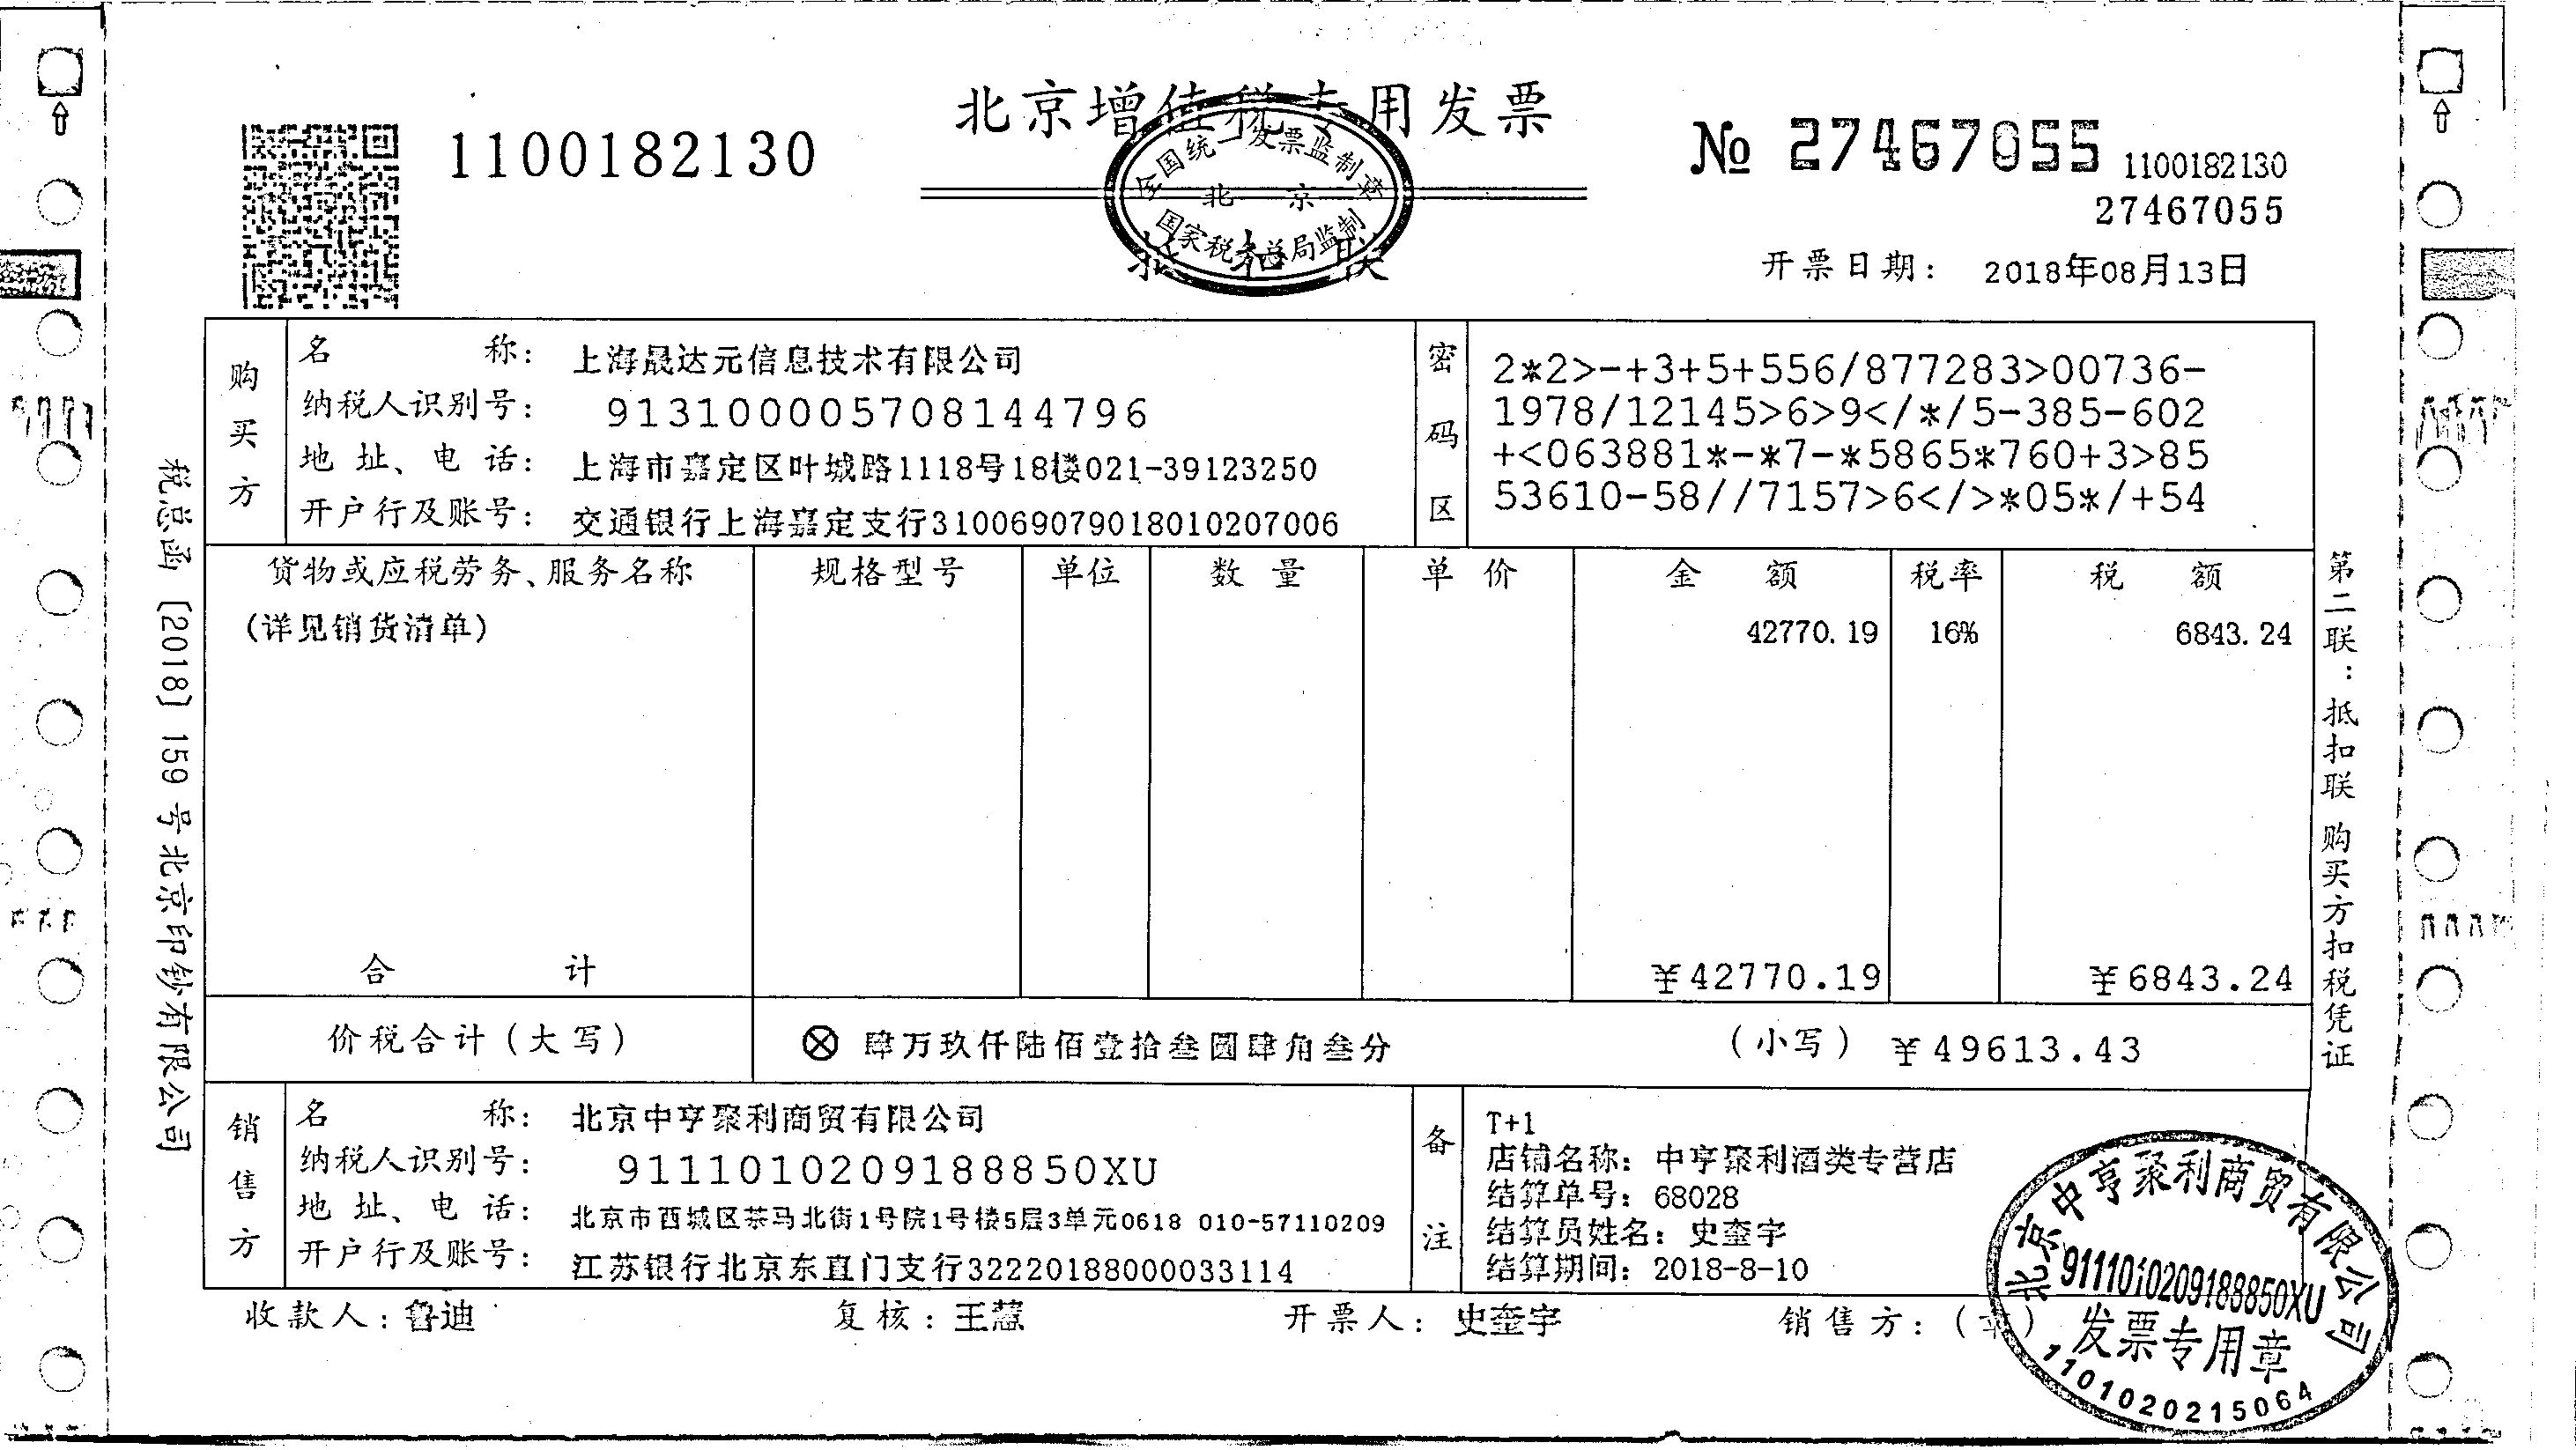 北京增值税专用发票
1100182130
№ 27467055
1100182130
27467055
全国统一发票监制章
北京
国家税务总局监制
抵扣联
开票日期： 2018年08月13日
购买方
名 称： 上海晟达元信息技术有限公司
纳税人识别号： 913100005708144796
地 址、电 话： 上海市嘉定区叶城路1118号18楼021-39123250
开户行及账号： 交通银行上海嘉定支行310069079018010207006
密码区
2*2>-+3+5+556/877283>00736-
1978/12145>6>9</*/5-385-602
+<063881*-*7-*5865*760+3>85
53610-58//7157>6</>*05*/+54
货物或应税劳务、服务名称 规格型号 单位 数 量 单 价 金 额 税率 税 额
(详见销货清单) 42770.19 16% 6843.24
合 计 ￥42770.19 ￥6843.24
价税合计（大写） ⊗ 肆万玖仟陆佰壹拾叁圆肆角叁分 （小写） ￥49613.43
销售方
名 称： 北京中亨聚利商贸有限公司
纳税人识别号： 9111010209188850XU
地 址、电 话： 北京市西城区茶马北街1号院1号楼5层3单元0618 010-57110209
开户行及账号： 江苏银行北京东直门支行32220188000033114
备注
T+1
店铺名称：中亨聚利酒类专营店
结算单号：68028
结算员姓名：史壸宇
结算期间：2018-8-10
收款人：鲁迪 复核：王慧 开票人：史壸宇 销售方：（章）
北京中亨聚利商贸有限公司
9111010209188850XU
发票专用章
1101020215064
税总函〔2018〕159号北京印钞有限公司
第二联：抵扣联 购买方扣税凭证